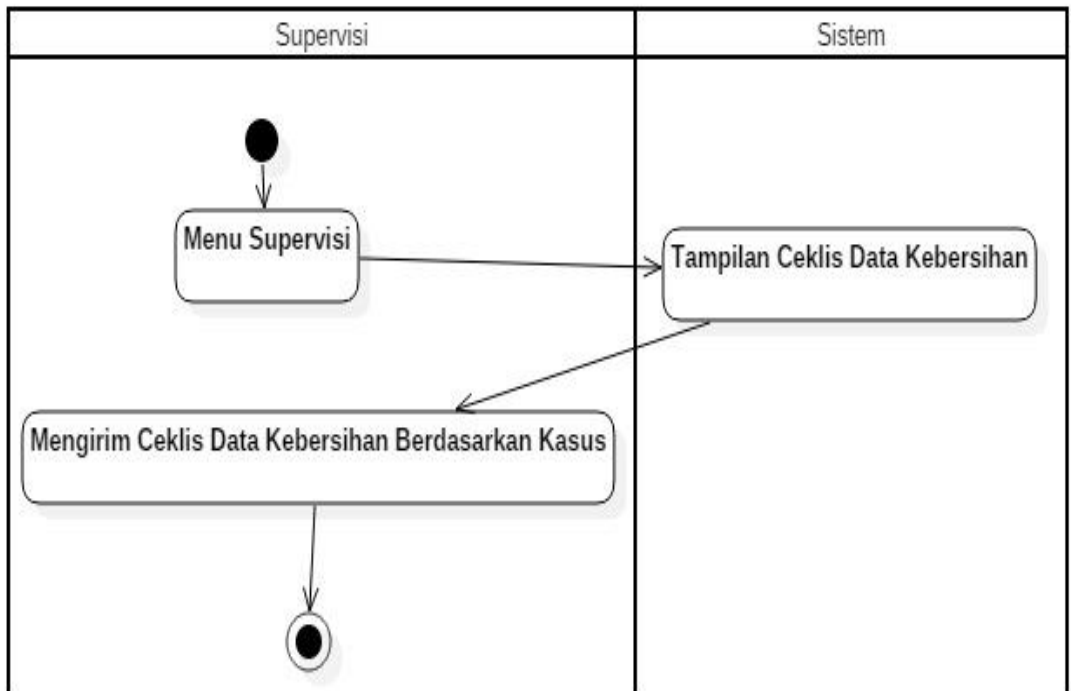 Supervisi
Sistem
Menu Supervisi
Tampilan Ceklis Data Kebersihan
Mengirim Ceklis Data Kebersihan Berdasarkan Kasus